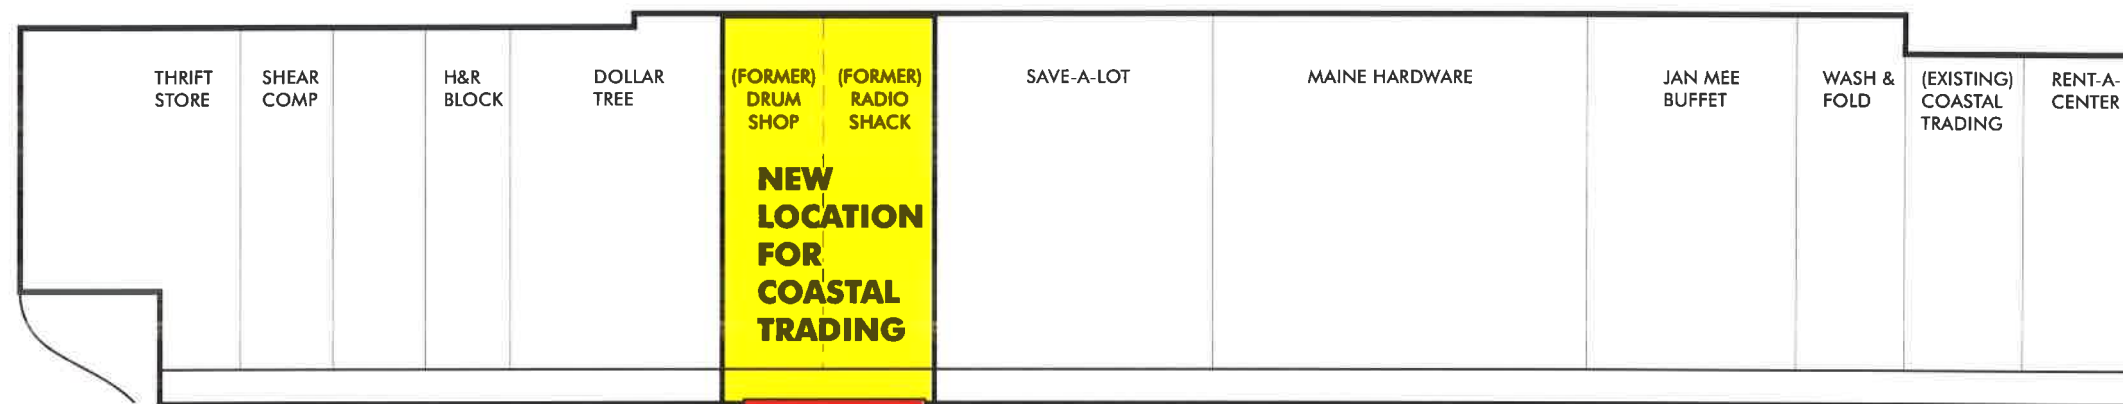 THRIFT
STORE
SHEAR
COMP
H&R
BLOCK
DOLLAR
TREE
(FORMER)
DRUM
SHOP
(FORMER)
RADIO
SHACK
NEW
LOCATION
FOR
COASTAL
TRADING
SAVE-A-LOT
MAINE HARDWARE
JAN MEE
BUFFET
WASH &
FOLD
(EXISTING)
COASTAL
TRADING
RENT-A-
CENTER